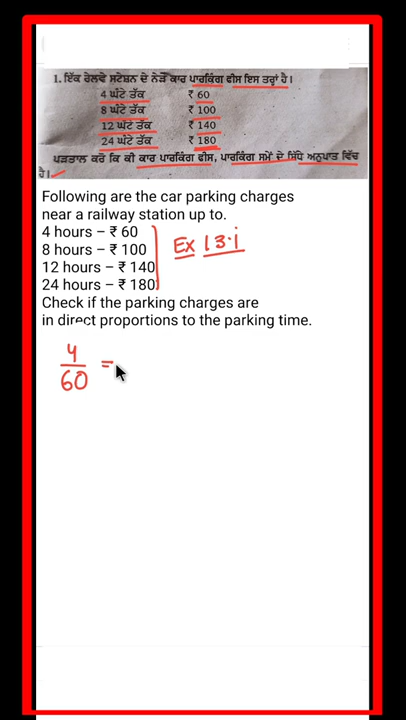 1. ਇੱਕ ਰੇਲਵੇ ਸਟੇਸ਼ਨ ਦੇ ਨੇੜੇ ਕਾਰ ਪਾਰਕਿੰਗ ਫੀਸ ਇਸ ਤਰ੍ਹਾਂ ਹੈ।
4 ਘੰਟੇ ਤੱਕ ₹ 60
8 ਘੰਟੇ ਤੱਕ ₹ 100
12 ਘੰਟੇ ਤੱਕ ₹ 140
24 ਘੰਟੇ ਤੱਕ ₹ 180
ਪੜਤਾਲ ਕਰੋ ਕਿ ਕੀ ਕਾਰ ਪਾਰਕਿੰਗ ਫੀਸ, ਪਾਰਕਿੰਗ ਸਮੇਂ ਦੇ ਸਿੱਧੇ ਅਨੁਪਾਤ ਵਿੱਚ
ਹੈ।
Following are the car parking charges
near a railway station up to.
4 hours – ₹ 60
8 hours – ₹ 100
Ex 13.1
12 hours – ₹ 140
24 hours – ₹ 180
Check if the parking charges are
in direct proportions to the parking time.
4
60 =